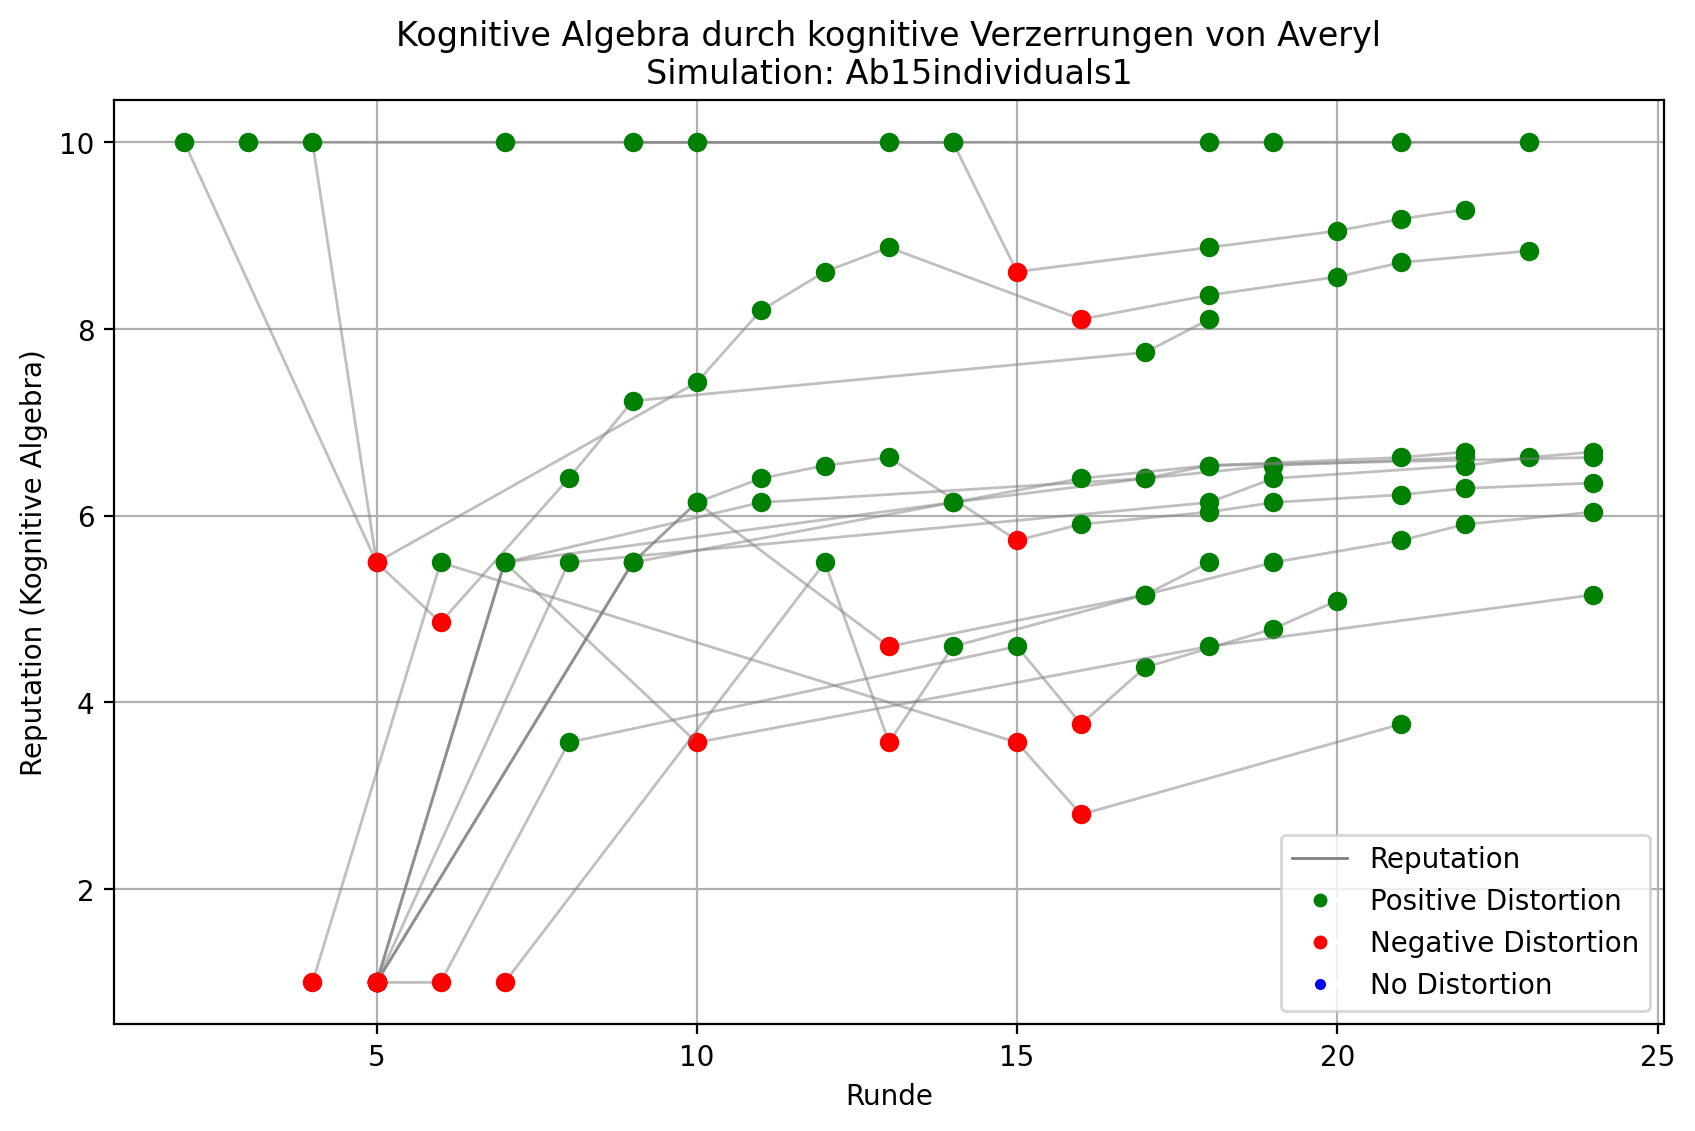 Kognitive Algebra durch kognitive Verzerrungen von Averyl
Simulation: Ab15individuals1
Reputation (Kognitive Algebra)
10
8
6
4
2
5
10
15
20
25
Runde
Reputation
Positive Distortion
Negative Distortion
No Distortion